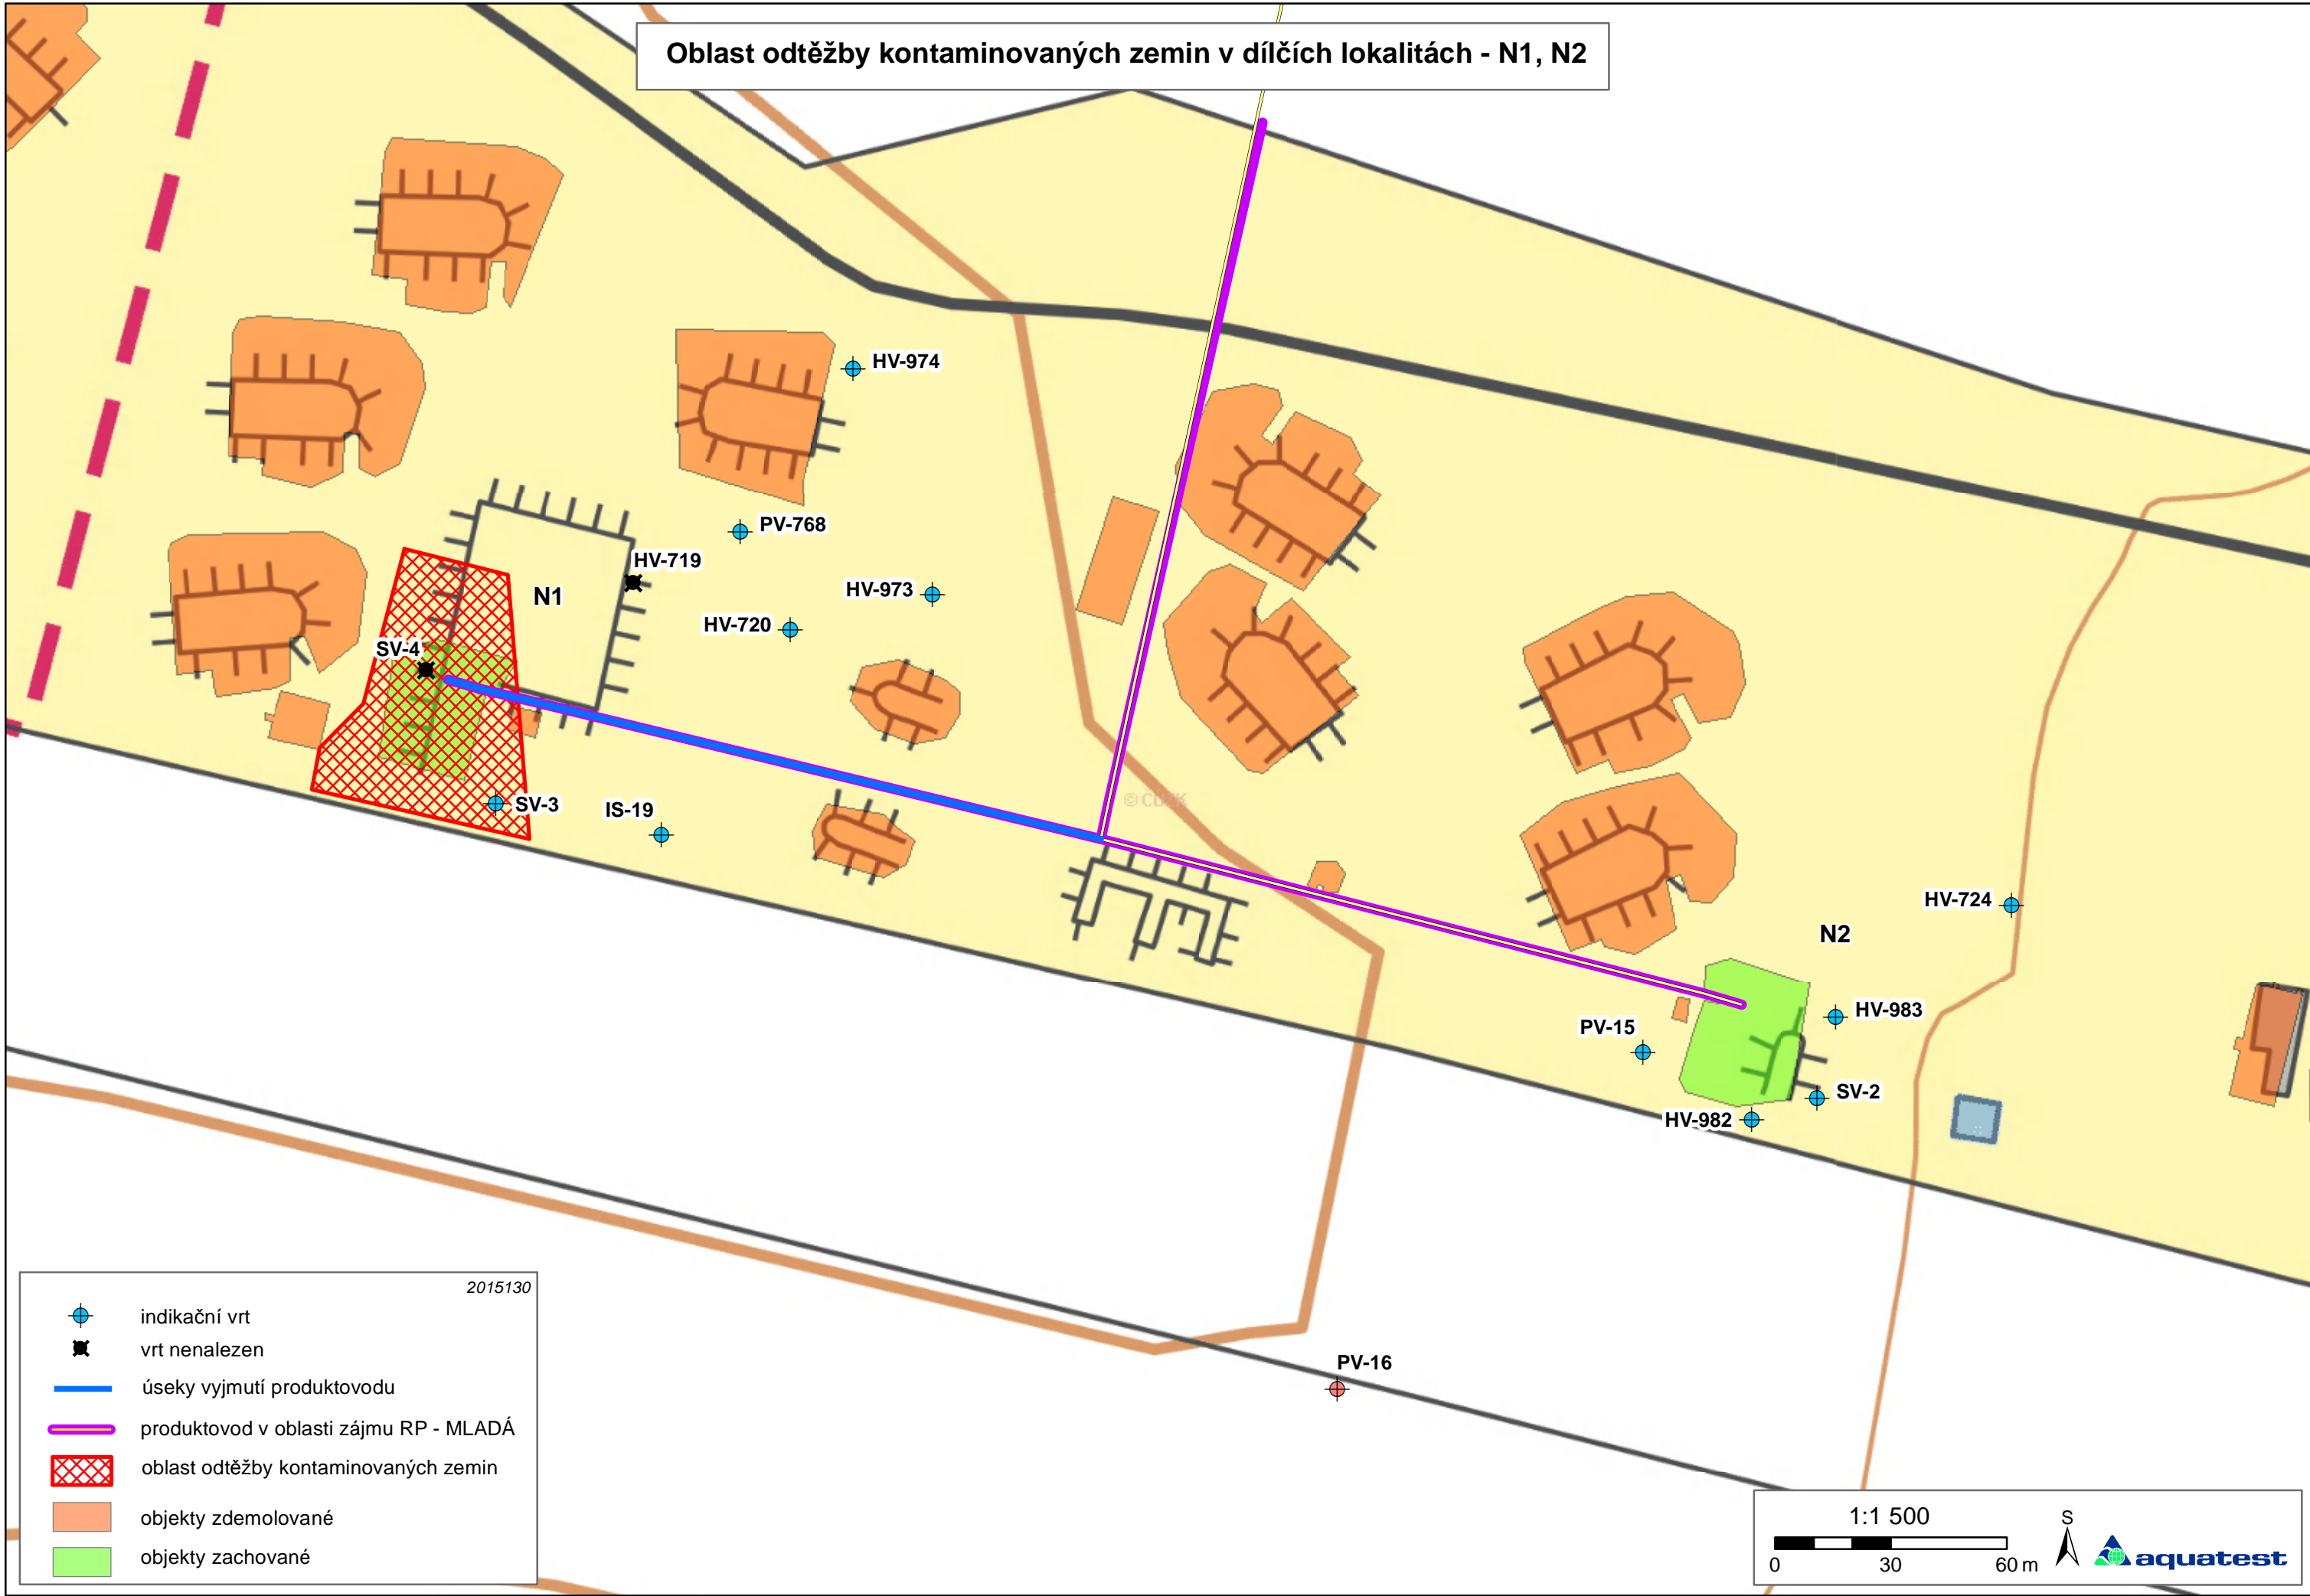 Oblast odtěžby kontaminovaných zemin v dílčích lokalitách - N1, N2
HV-974
PV-768
HV-719
N1
HV-973
HV-720
SV-4
© ČÚZK
SV-3
IS-19
HV-724
N2
HV-983
PV-15
SV-2
HV-982
PV-16
2015130
indikační vrt
vrt nenalezen
úseky vyjmutí produktovodu
produktovod v oblasti zájmu RP - MLADÁ
oblast odtěžby kontaminovaných zemin
objekty zdemolované
objekty zachované
1:1 500
S
0 30 60 m
aquatest